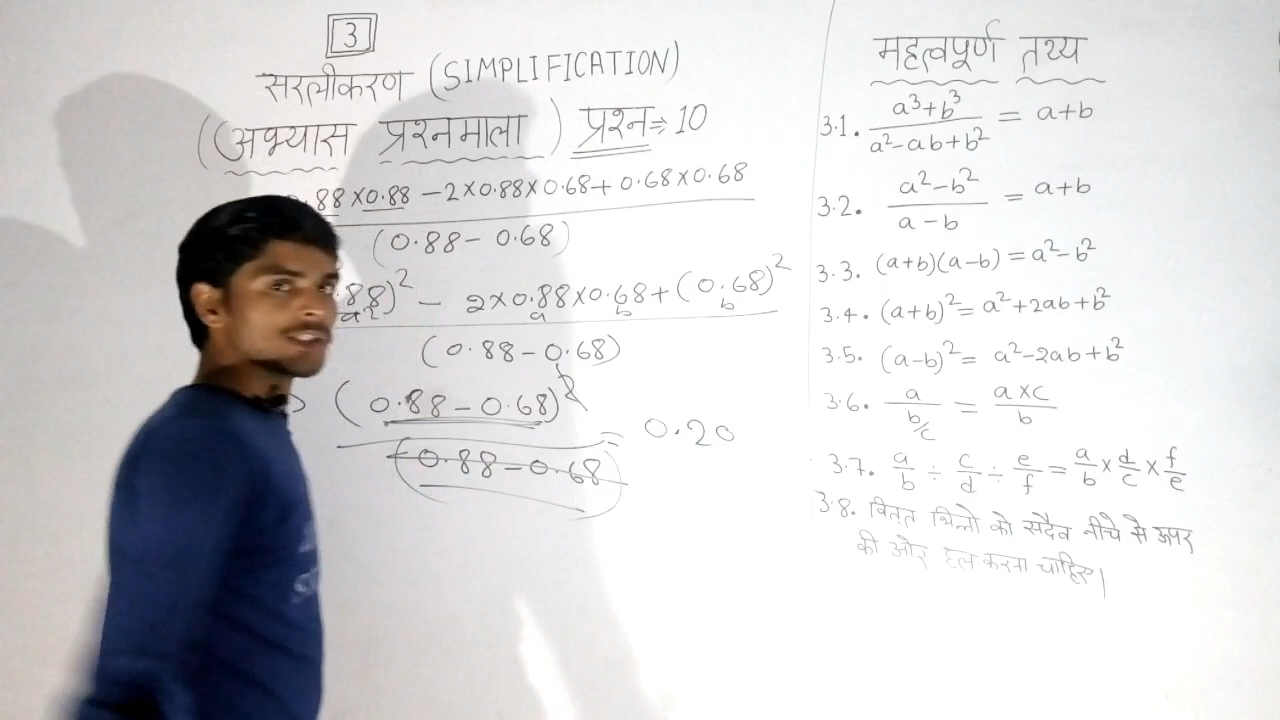 3
सरलीकरण (SIMPLIFICATION)
(अभ्यास प्रश्नमाला) प्रश्न⇒10
.88×0.88 – 2×0.88×0.68 + 0.68×0.68
(0.88 – 0.68)
.88)² – 2×0.88×0.68 + (0.68)²
a² a b b
(0.88 – 0.68)
(0.88 – 0.68)²
= 0.20
(0.88 – 0.68)
महत्वपूर्ण तथ्य
3.1. a³+b³ / a²–ab+b² = a+b
3.2. a²–b² / a–b = a+b
3.3. (a+b)(a–b) = a²–b²
3.4. (a+b)² = a²+2ab+b²
3.5. (a–b)² = a²–2ab+b²
3.6. a / b/c = a×c / b
3.7. a/b ÷ c/d ÷ e/f = a/b × d/c × f/e
3.8. को सदैव नीचे से ऊपर
की ओर हल करना चाहिए।